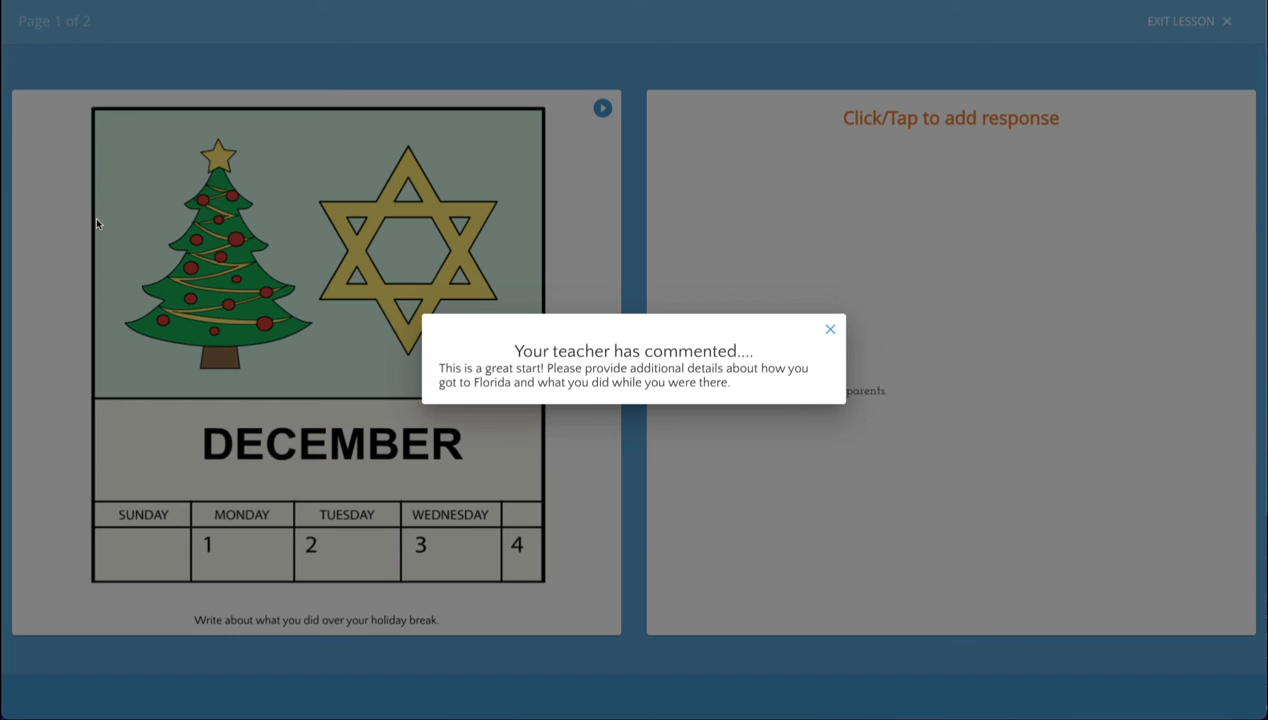 Page 1 of 2
EXIT LESSON ×
Click/Tap to add response
Your teacher has commented....
This is a great start! Please provide additional details about how you
got to Florida and what you did while you were there.
parents.
DECEMBER
SUNDAY MONDAY TUESDAY WEDNESDAY
1 2 3 4
Write about what you did over your holiday break.